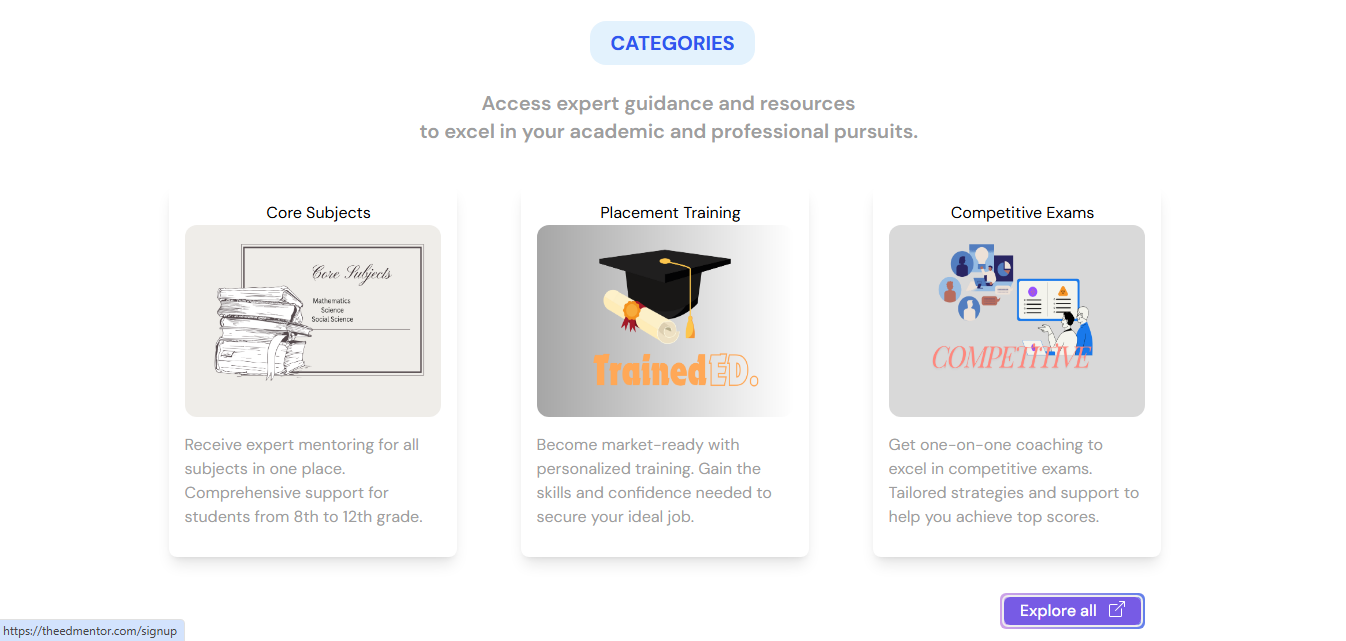 CATEGORIES
Access expert guidance and resources
to excel in your academic and professional pursuits.
Core Subjects
Core Subjects
Mathematics
Science
Social Science
Receive expert mentoring for all
subjects in one place.
Comprehensive support for
students from 8th to 12th grade.
Placement Training
TrainedED.
Become market-ready with
personalized training. Gain the
skills and confidence needed to
secure your ideal job.
Competitive Exams
COMPETITIVE
Get one-on-one coaching to
excel in competitive exams.
Tailored strategies and support to
help you achieve top scores.
Explore all
https://theedmentor.com/signup